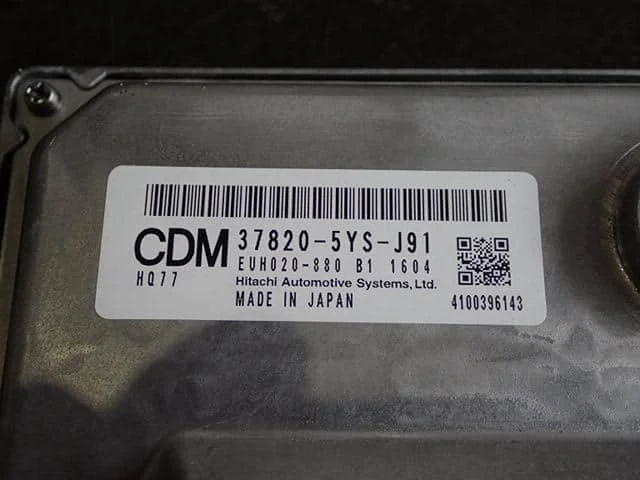 CDM 37820-5YS-J91
EUH020-880 B1 1604
HQ77
Hitachi Automotive Systems, Ltd.
MADE IN JAPAN
4100396143